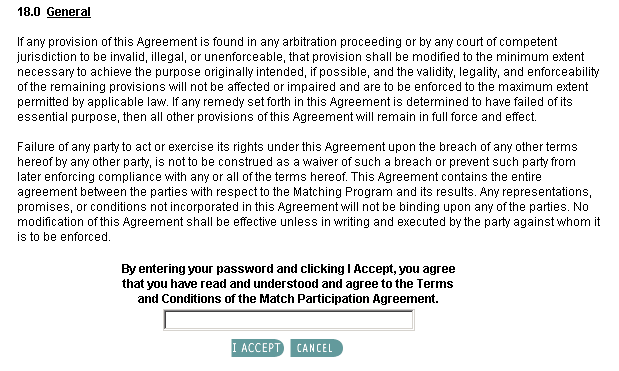 18.0 General
If any provision of this Agreement is found in any arbitration proceeding or by any court of competent
jurisdiction to be invalid, illegal, or unenforceable, that provision shall be modified to the minimum extent
necessary to achieve the purpose originally intended, if possible, and the validity, legality, and enforceability
of the remaining provisions will not be affected or impaired and are to be enforced to the maximum extent
permitted by applicable law. If any remedy set forth in this Agreement is determined to have failed of its
essential purpose, then all other provisions of this Agreement will remain in full force and effect.
Failure of any party to act or exercise its rights under this Agreement upon the breach of any other terms
hereof by any other party, is not to be construed as a waiver of such a breach or prevent such party from
later enforcing compliance with any or all of the terms hereof. This Agreement contains the entire
agreement between the parties with respect to the Matching Program and its results. Any representations,
promises, or conditions not incorporated in this Agreement will not be binding upon any of the parties. No
modification of this Agreement shall be effective unless in writing and executed by the party against whom it
is to be enforced.
By entering your password and clicking I Accept, you agree
that you have read and understood and agree to the Terms
and Conditions of the Match Participation Agreement.
I ACCEPT CANCEL